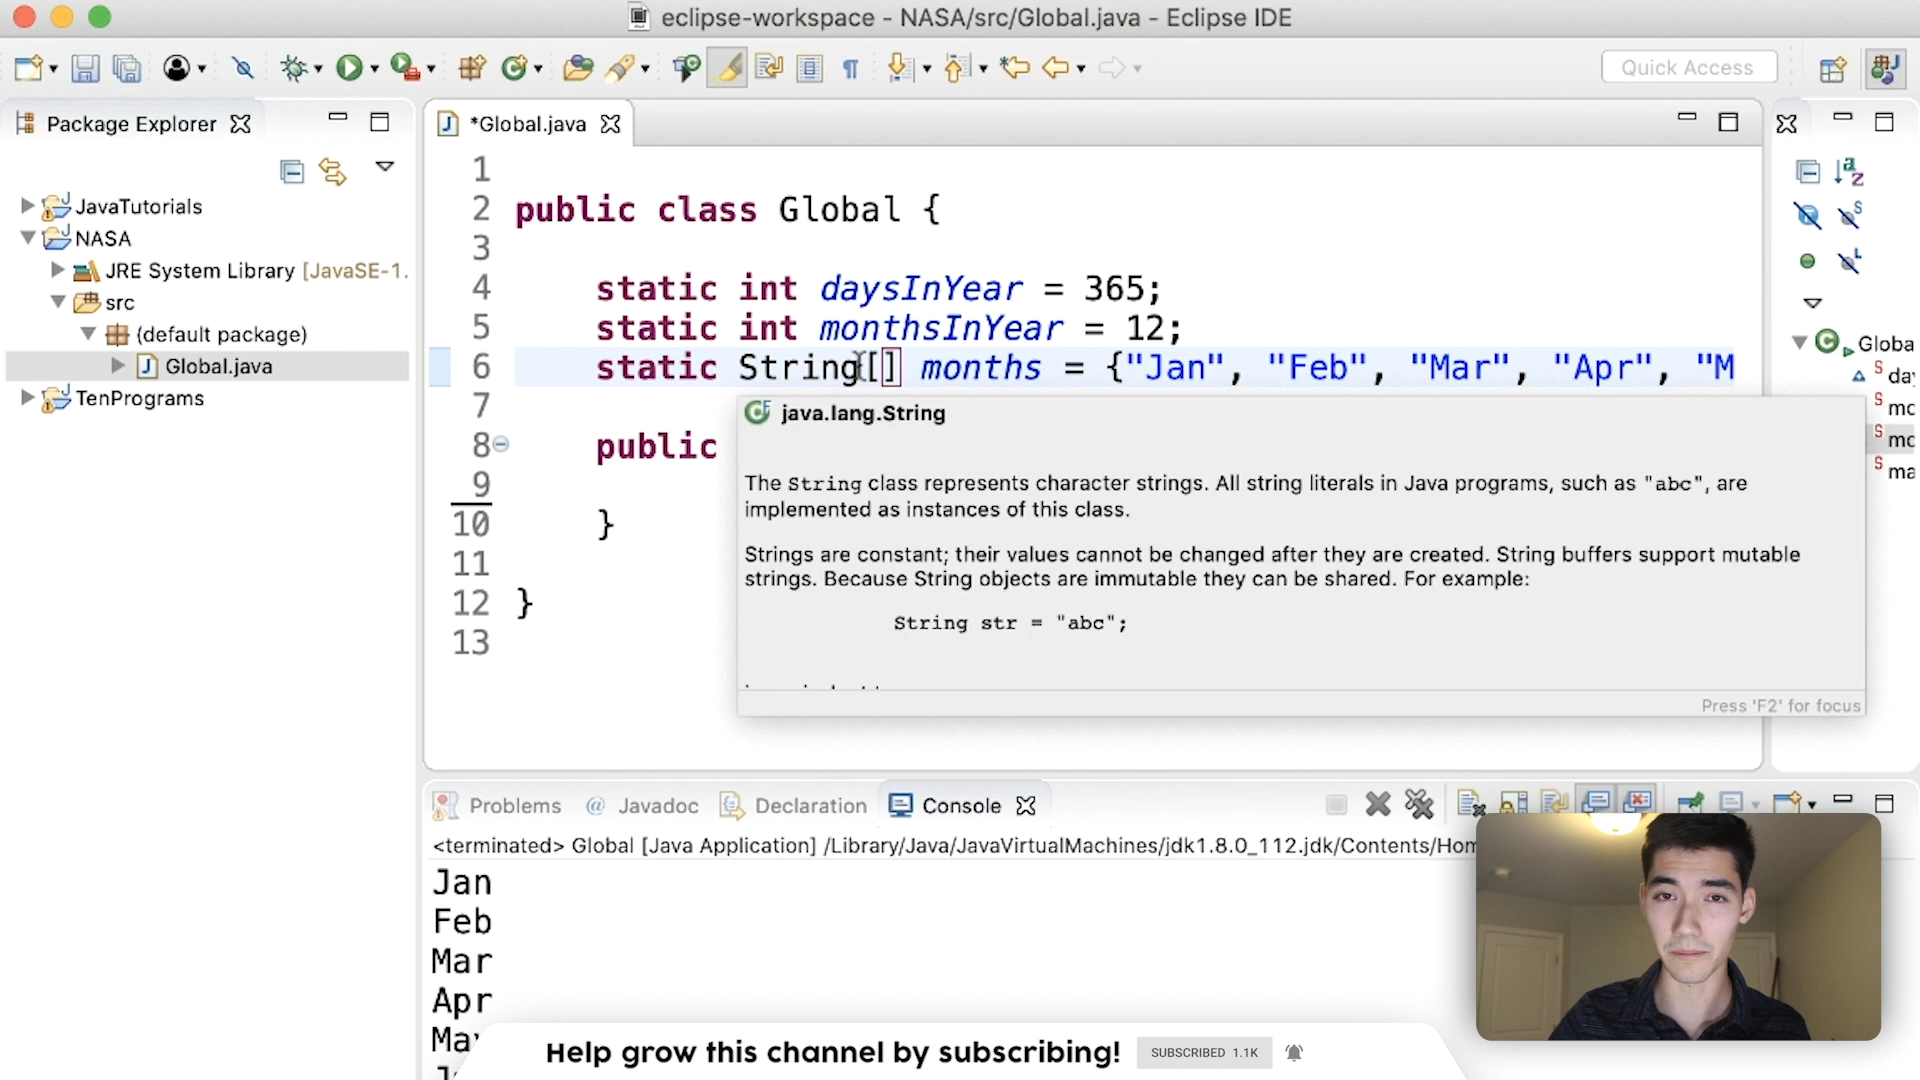 eclipse-workspace - NASA/src/Global.java - Eclipse IDE
Quick Access
Package Explorer
*Global.java
JavaTutorials
NASA
JRE System Library [JavaSE-1.
src
(default package)
Global.java
TenPrograms
1
2 public class Global {
3
4 static int daysInYear = 365;
5 static int monthsInYear = 12;
6 static String[] months = {"Jan", "Feb", "Mar", "Apr", "M
7
8 public
9
10 }
11
12 }
13
java.lang.String
The String class represents character strings. All string literals in Java programs, such as "abc", are
implemented as instances of this class.
Strings are constant; their values cannot be changed after they are created. String buffers support mutable
strings. Because String objects are immutable they can be shared. For example:
String str = "abc";
Press 'F2' for focus
Globa
day
mo
mo
ma
Problems
Javadoc
Declaration
Console
<terminated> Global [Java Application] /Library/Java/JavaVirtualMachines/jdk1.8.0_112.jdk/Contents/Hom
Jan
Feb
Mar
Apr
May
Help grow this channel by subscribing!
SUBSCRIBED 1.1K